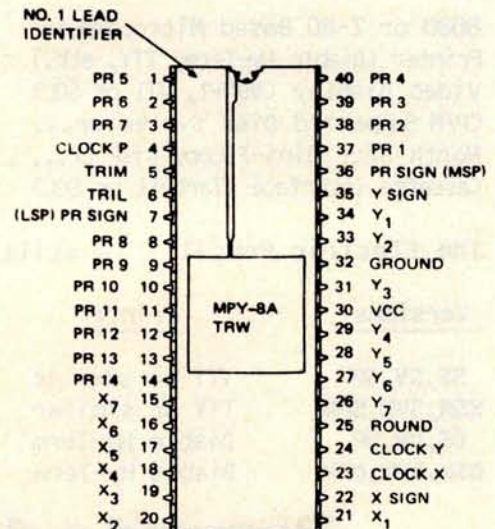 NO. 1 LEAD
IDENTIFIER
PR 5 1 40 PR 4
PR 6 2 39 PR 3
PR 7 3 38 PR 2
CLOCK P 4 37 PR 1
TRIM 5 36 PR SIGN (MSP)
TRIL 6 35 Y SIGN
(LSP) PR SIGN 7 34 Y1
PR 8 8 33 Y2
PR 9 9 32 GROUND
PR 10 10 31 Y3
PR 11 11 30 VCC
PR 12 12 29 Y4
PR 13 13 28 Y5
PR 14 14 27 Y6
X7 15 26 Y7
X6 16 25 ROUND
X5 17 24 CLOCK Y
X4 18 23 CLOCK X
X3 19 22 X SIGN
X2 20 21 X1
MPY-8A
TRW